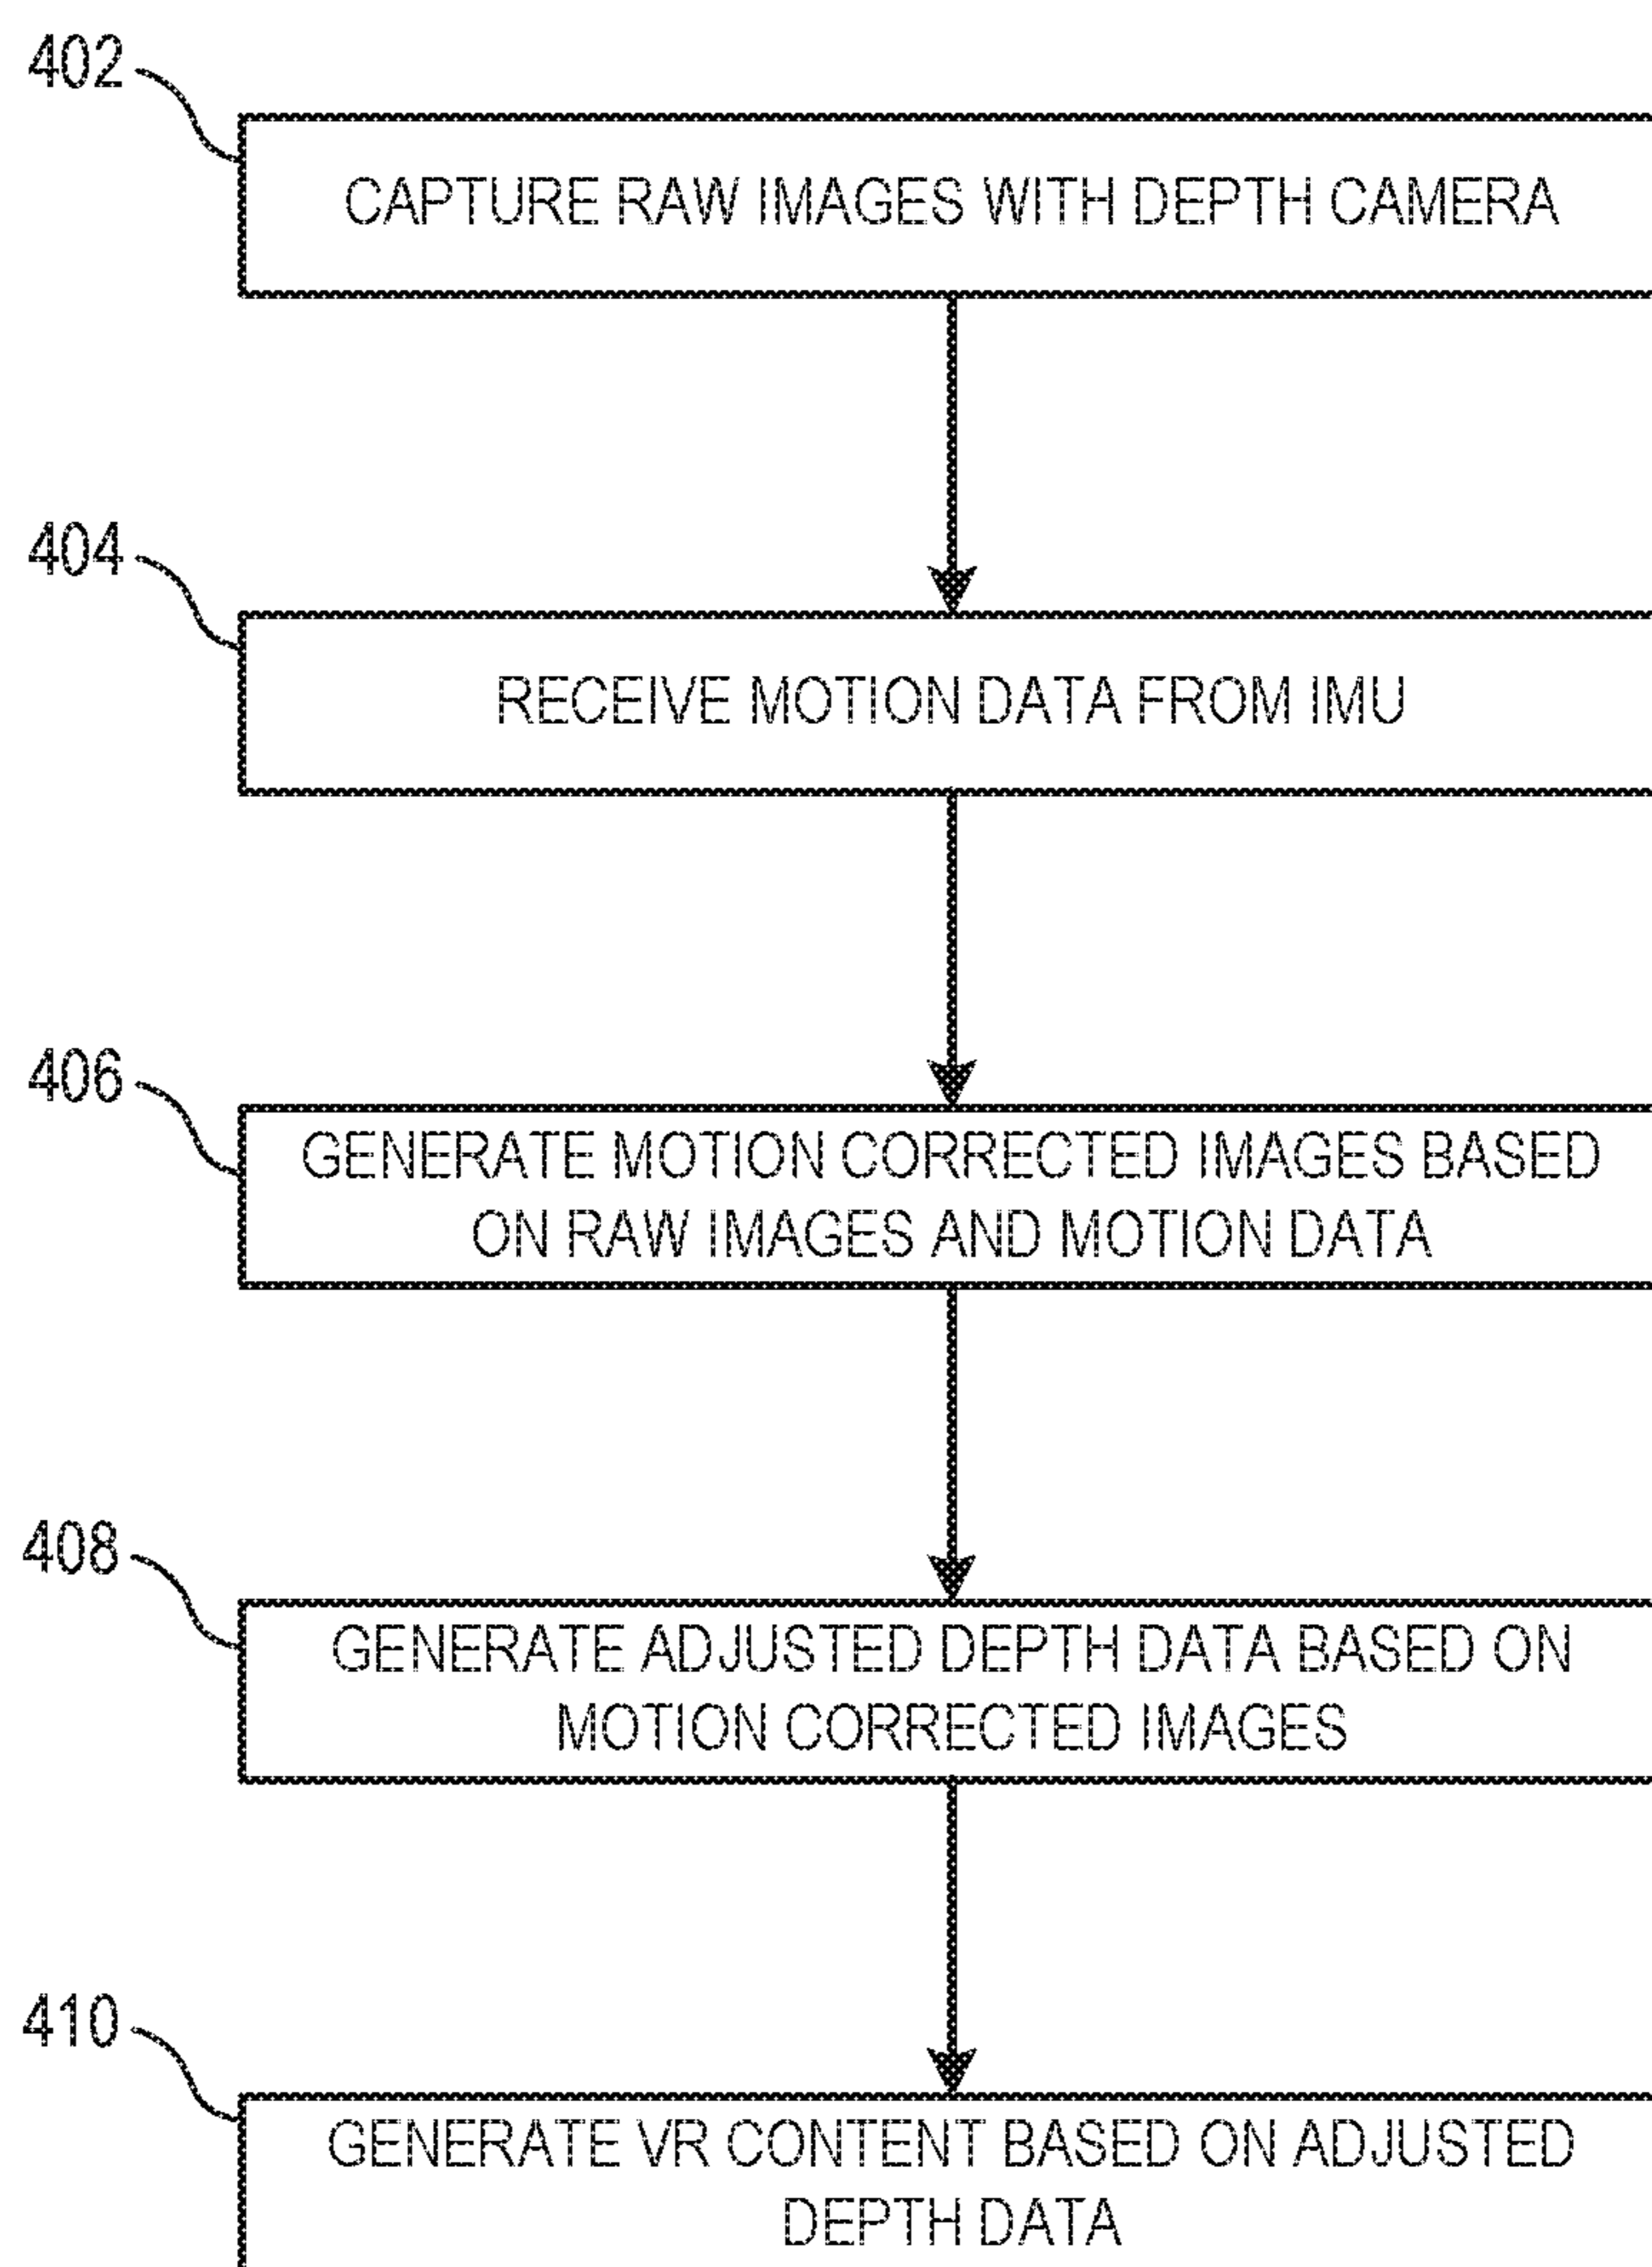 402
CAPTURE RAW IMAGES WITH DEPTH CAMERA
404
RECEIVE MOTION DATA FROM IMU
406
GENERATE MOTION CORRECTED IMAGES BASED
ON RAW IMAGES AND MOTION DATA
408
GENERATE ADJUSTED DEPTH DATA BASED ON
MOTION CORRECTED IMAGES
410
GENERATE VR CONTENT BASED ON ADJUSTED
DEPTH DATA